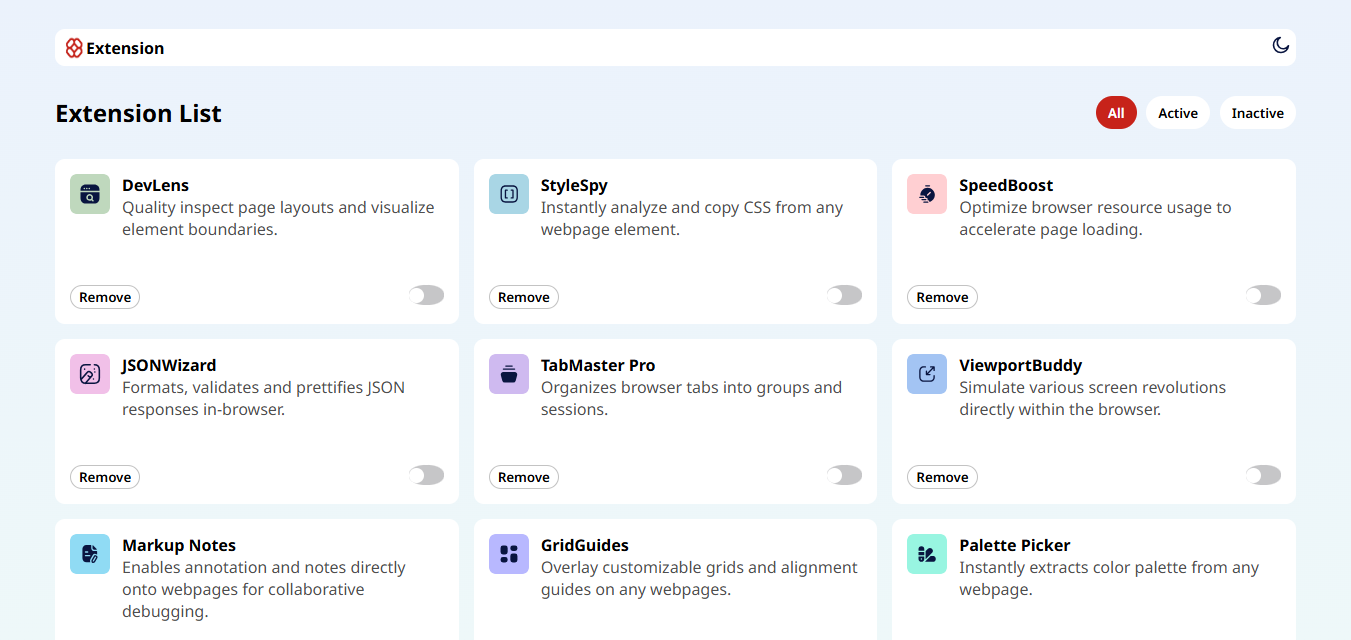 Extension
Extension List
All
Active
Inactive
DevLens
Quality inspect page layouts and visualize
element boundaries.
Remove
StyleSpy
Instantly analyze and copy CSS from any
webpage element.
Remove
SpeedBoost
Optimize browser resource usage to
accelerate page loading.
Remove
JSONWizard
Formats, validates and prettifies JSON
responses in-browser.
Remove
TabMaster Pro
Organizes browser tabs into groups and
sessions.
Remove
ViewportBuddy
Simulate various screen revolutions
directly within the browser.
Remove
Markup Notes
Enables annotation and notes directly
onto webpages for collaborative
debugging.
GridGuides
Overlay customizable grids and alignment
guides on any webpages.
Palette Picker
Instantly extracts color palette from any
webpage.